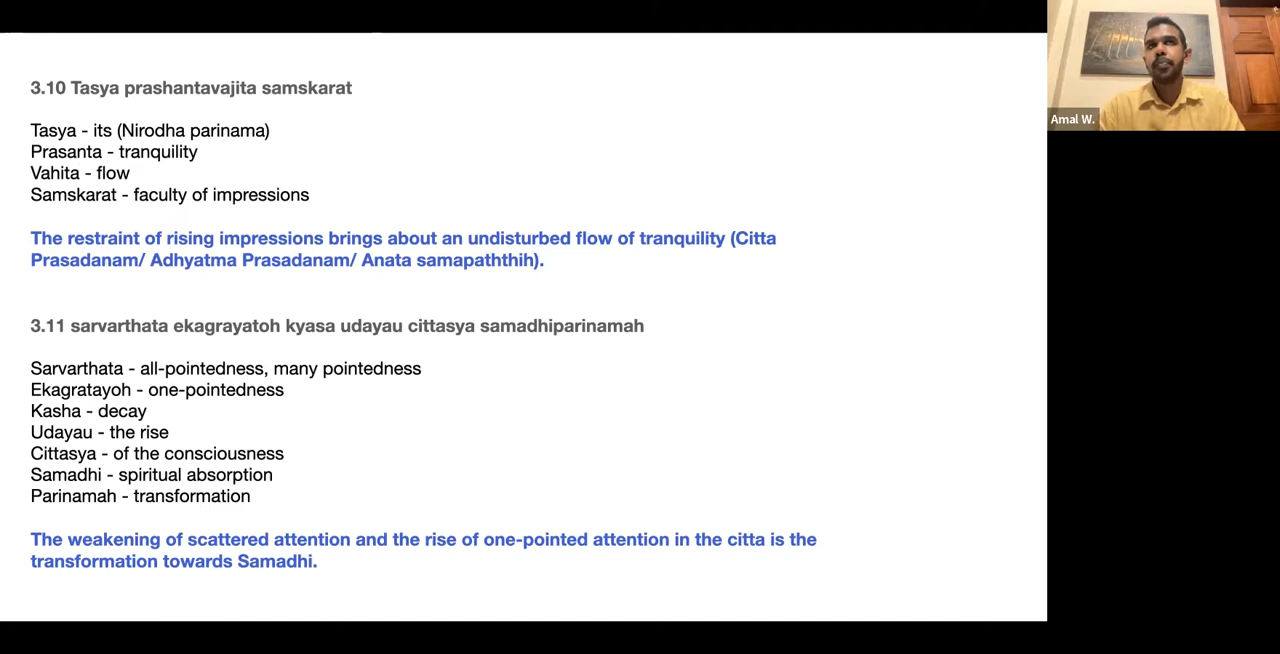 3.10 Tasya prashantavajita samskarat
Tasya - its (Nirodha parinama)
Prasanta - tranquility
Vahita - flow
Samskarat - faculty of impressions
The restraint of rising impressions brings about an undisturbed flow of tranquility (Citta
Prasadanam/ Adhyatma Prasadanam/ Anata samapaththih).
3.11 sarvarthata ekagrayatoh kyasa udayau cittasya samadhiparinamah
Sarvarthata - all-pointedness, many pointedness
Ekagratayoh - one-pointedness
Kasha - decay
Udayau - the rise
Cittasya - of the consciousness
Samadhi - spiritual absorption
Parinamah - transformation
The weakening of scattered attention and the rise of one-pointed attention in the citta is the
transformation towards Samadhi.
Amal W.